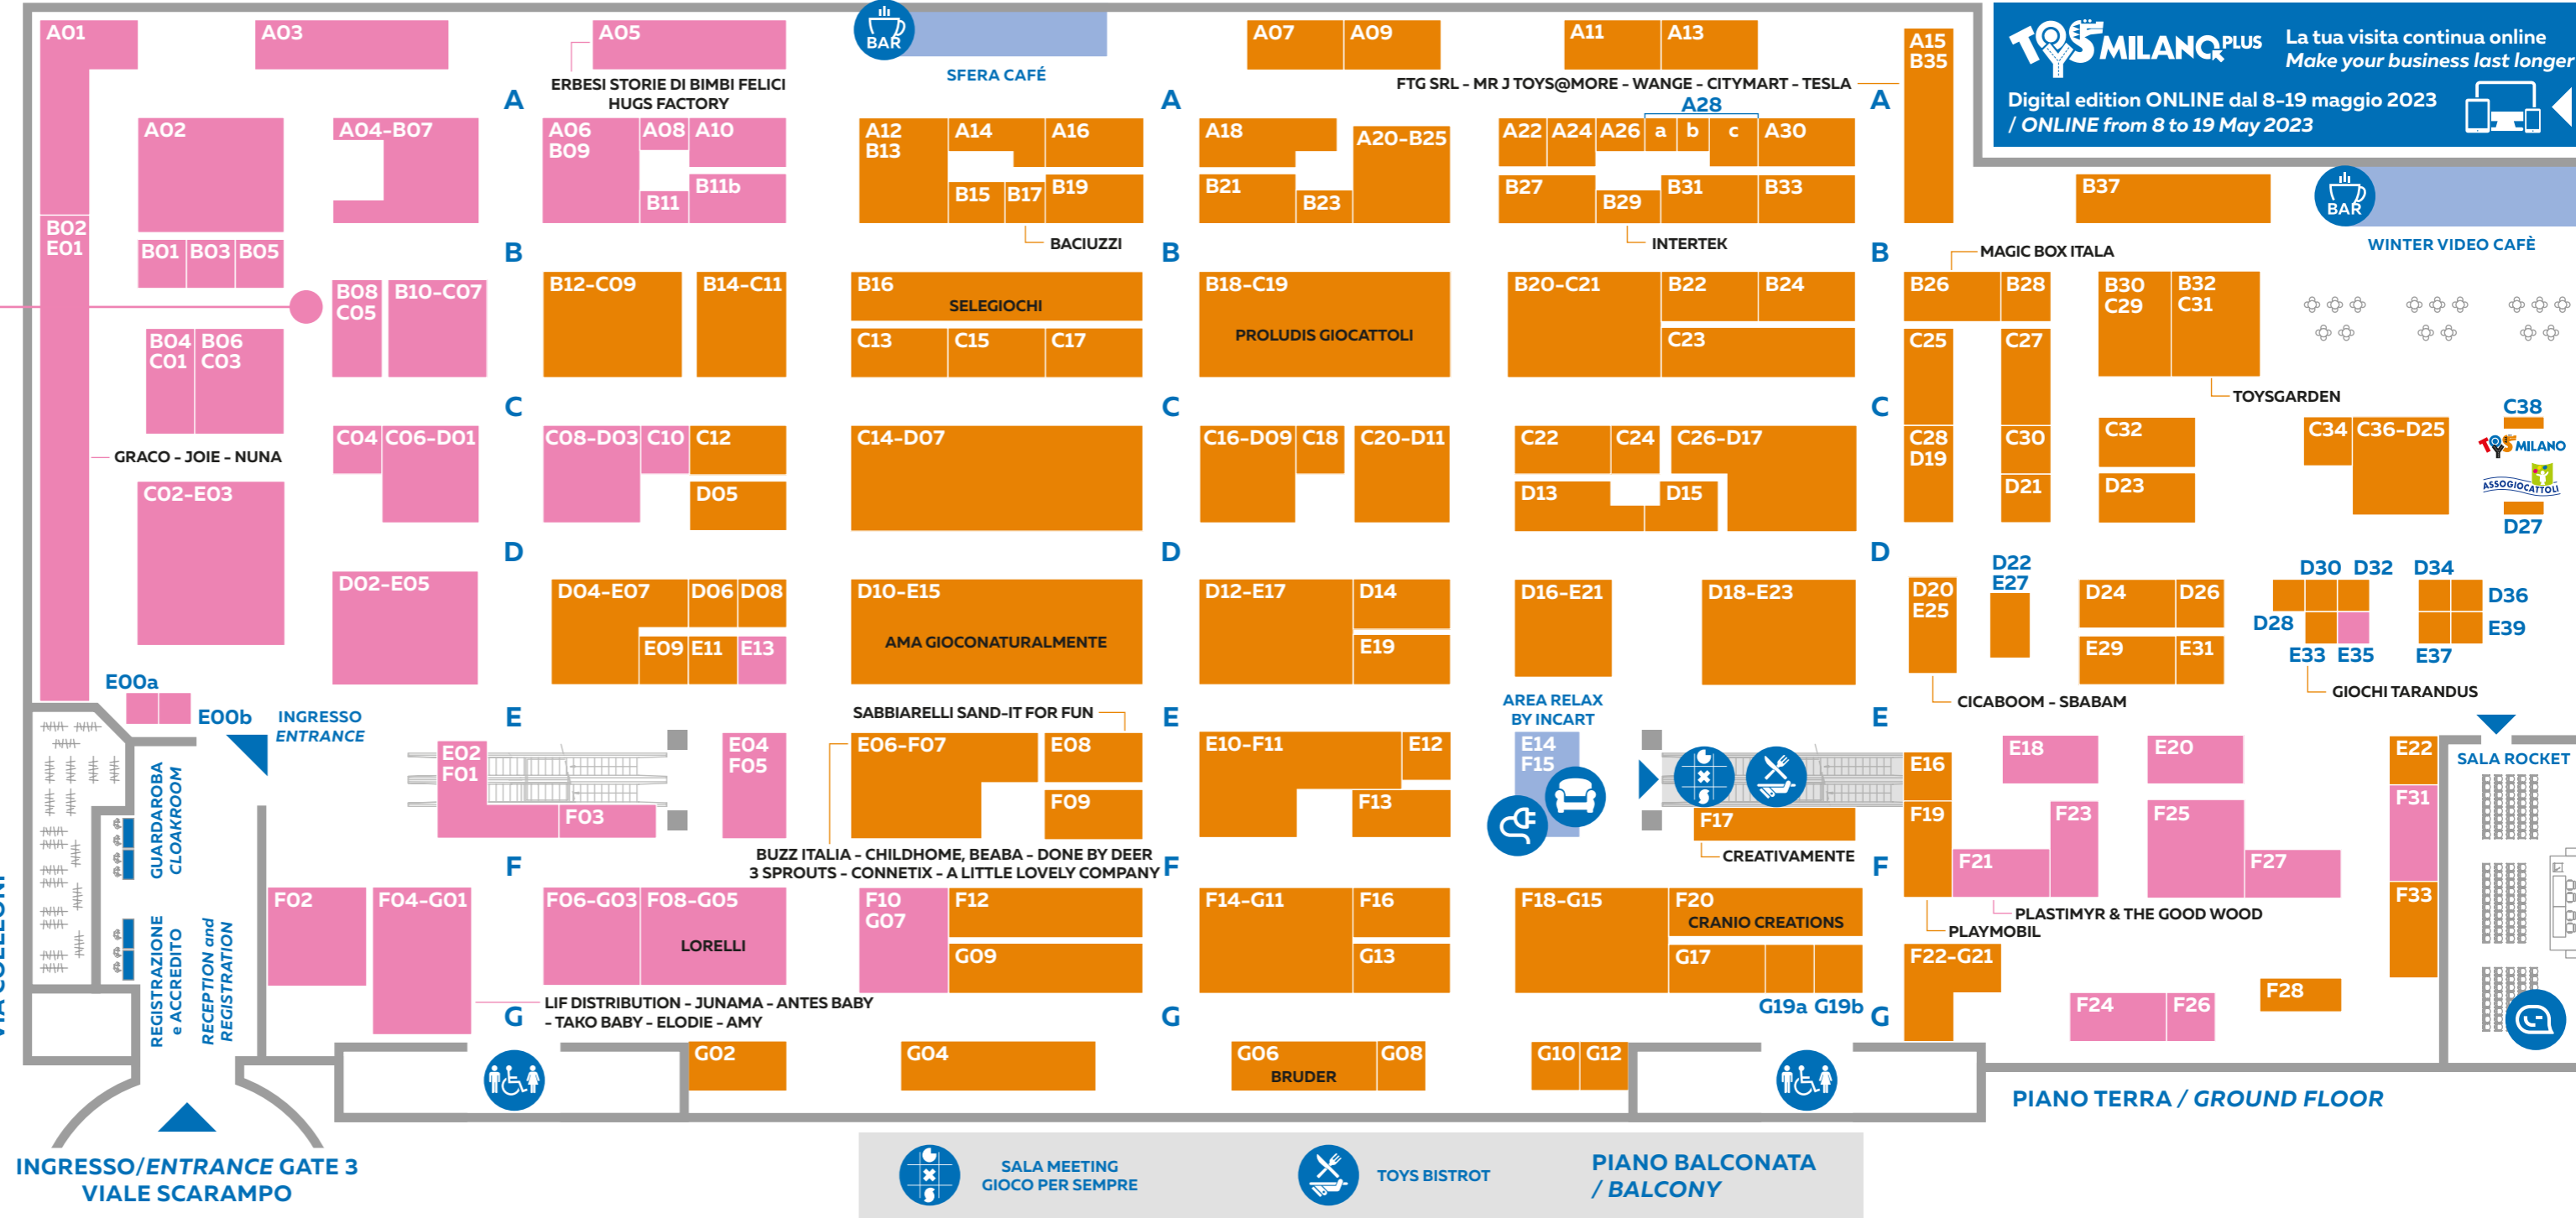 A01
A03
A05
BAR
SFERA CAFÉ
A07
A09
A11
A13
A15
B35
TOYS MILANO PLUS
La tua visita continua online
Make your business last longer
Digital edition ONLINE dal 8-19 maggio 2023
/ ONLINE from 8 to 19 May 2023
ERBESI STORIE DI BIMBI FELICI
HUGS FACTORY
FTG SRL - MR J TOYS@MORE - WANGE - CITYMART - TESLA
A
A
A
A02
A04-B07
A06
B09
A08
A10
B11
B11b
A12
B13
A14
A16
B15
B17
B19
BACIUZZI
A18
A20-B25
B21
B23
A22
A24
A26
A28
a
b
c
A30
B27
B29
B31
B33
INTERTEK
B37
BAR
WINTER VIDEO CAFÈ
B02
E01
B01
B03
B05
B
B
B
MAGIC BOX ITALA
B08
C05
B10-C07
B12-C09
B14-C11
B16
SELEGIOCHI
C13
C15
C17
B18-C19
PROLUDIS GIOCATTOLI
B20-C21
B22
B24
C23
B26
B28
C25
C27
B30
C29
B32
C31
TOYSGARDEN
B04
C01
B06
C03
C
C
C
GRACO - JOIE - NUNA
C04
C06-D01
C08-D03
C10
C12
D05
C14-D07
C16-D09
C18
C20-D11
C22
C24
C26-D17
D13
D15
C28
D19
C30
D21
C32
D23
C34
C36-D25
C38
TOYS MILANO
ASSOGIOCATTOLI
D27
C02-E03
D
D
D
D02-E05
D04-E07
D06
D08
E09
E11
E13
D10-E15
AMA GIOCONATURALMENTE
D12-E17
D14
E19
D16-E21
D18-E23
D20
E25
CICABOOM - SBABAM
D22
E27
D24
D26
E29
E31
D30
D32
D28
E33
E35
GIOCHI TARANDUS
D34
D36
E39
E37
E00a
E00b
INGRESSO
ENTRANCE
E
E
E
E02
F01
F03
E04
F05
SABBIARELLI SAND-IT FOR FUN
E06-F07
E08
F09
BUZZ ITALIA - CHILDHOME, BEABA - DONE BY DEER
3 SPROUTS - CONNETIX - A LITTLE LOVELY COMPANY
E10-F11
E12
F13
AREA RELAX
BY INCART
E14
F15
F17
CREATIVAMENTE
E16
F19
E18
E20
F21
F23
F25
F27
E22
F31
F33
SALA ROCKET
PLASTIMYR & THE GOOD WOOD
PLAYMOBIL
GUARDAROBA
CLOAKROOM
REGISTRAZIONE
e ACCREDITO
RECEPTION and
REGISTRATION
F
F
F
F02
F04-G01
LIF DISTRIBUTION - JUNAMA - ANTES BABY
- TAKO BABY - ELODIE - AMY
F06-G03
F08-G05
LORELLI
F10
G07
F12
G09
F14-G11
F16
G13
F18-G15
F20
CRANIO CREATIONS
G17
G19a
G19b
F22-G21
F24
F26
F28
G
G
G
G02
G04
G06
BRUDER
G08
G10
G12
PIANO TERRA / GROUND FLOOR
INGRESSO/ENTRANCE GATE 3
VIALE SCARAMPO
SALA MEETING
GIOCO PER SEMPRE
TOYS BISTROT
PIANO BALCONATA
/ BALCONY